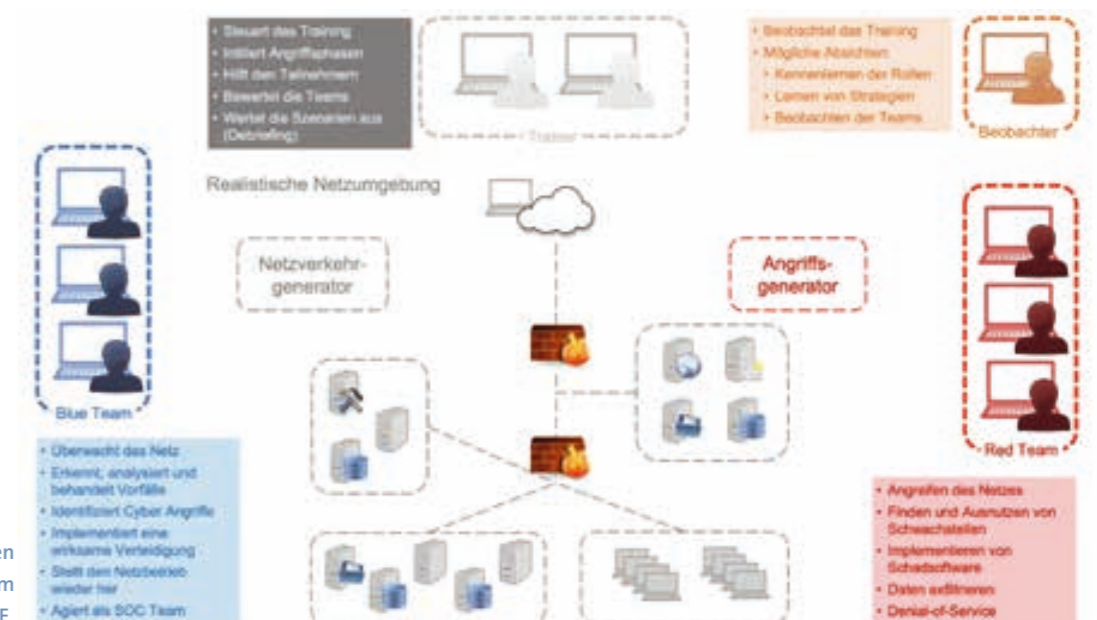 • Steuert das Training
• Initiiert Angriffsphasen
• Hilft den Teilnehmern
• Bewertet die Teams
• Wertet die Szenarien aus
(Debriefing)
Trainer
• Beobachtet das Training
• Mögliche Absichten
• Kennenlernen der Rollen
• Lernen von Strategien
• Beobachten der Teams
Beobachter
Realistische Netzumgebung
Netzverkehr-
generator
Angriffs-
generator
Blue Team
• Überwacht das Netz
• Erkennt, analysiert und
behandelt Vorfälle
• Identifiziert Cyber Angriffe
• Implementiert eine
wirksame Verteidigung
• Stellt den Netzbetrieb
wieder her
• Agiert als SOC Team
Red Team
• Angreifen des Netzes
• Finden und Ausnutzen von
Schwachstellen
• Implementieren von
Schadsoftware
• Daten exfiltrieren
• Denial-of-Service
en
m